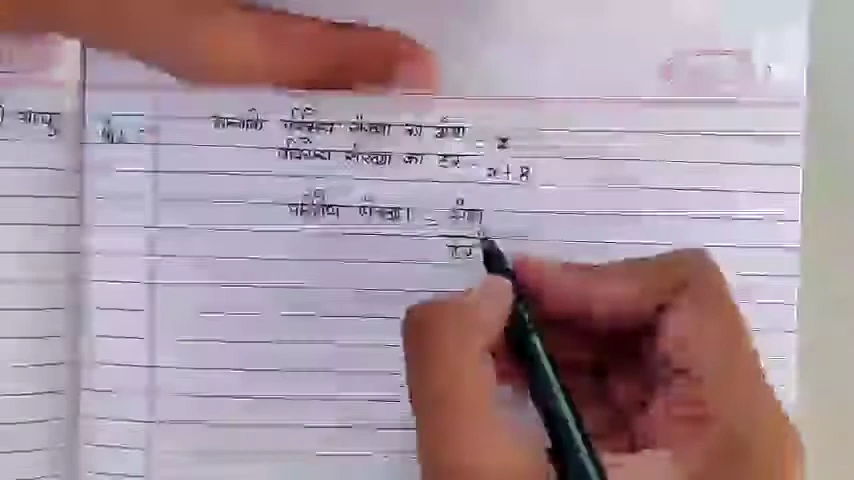 माना कि परिमेय संख्या का अंश = x
परिमेय संख्या का हर = x + 8
परिमेय संख्या = अंश
हर